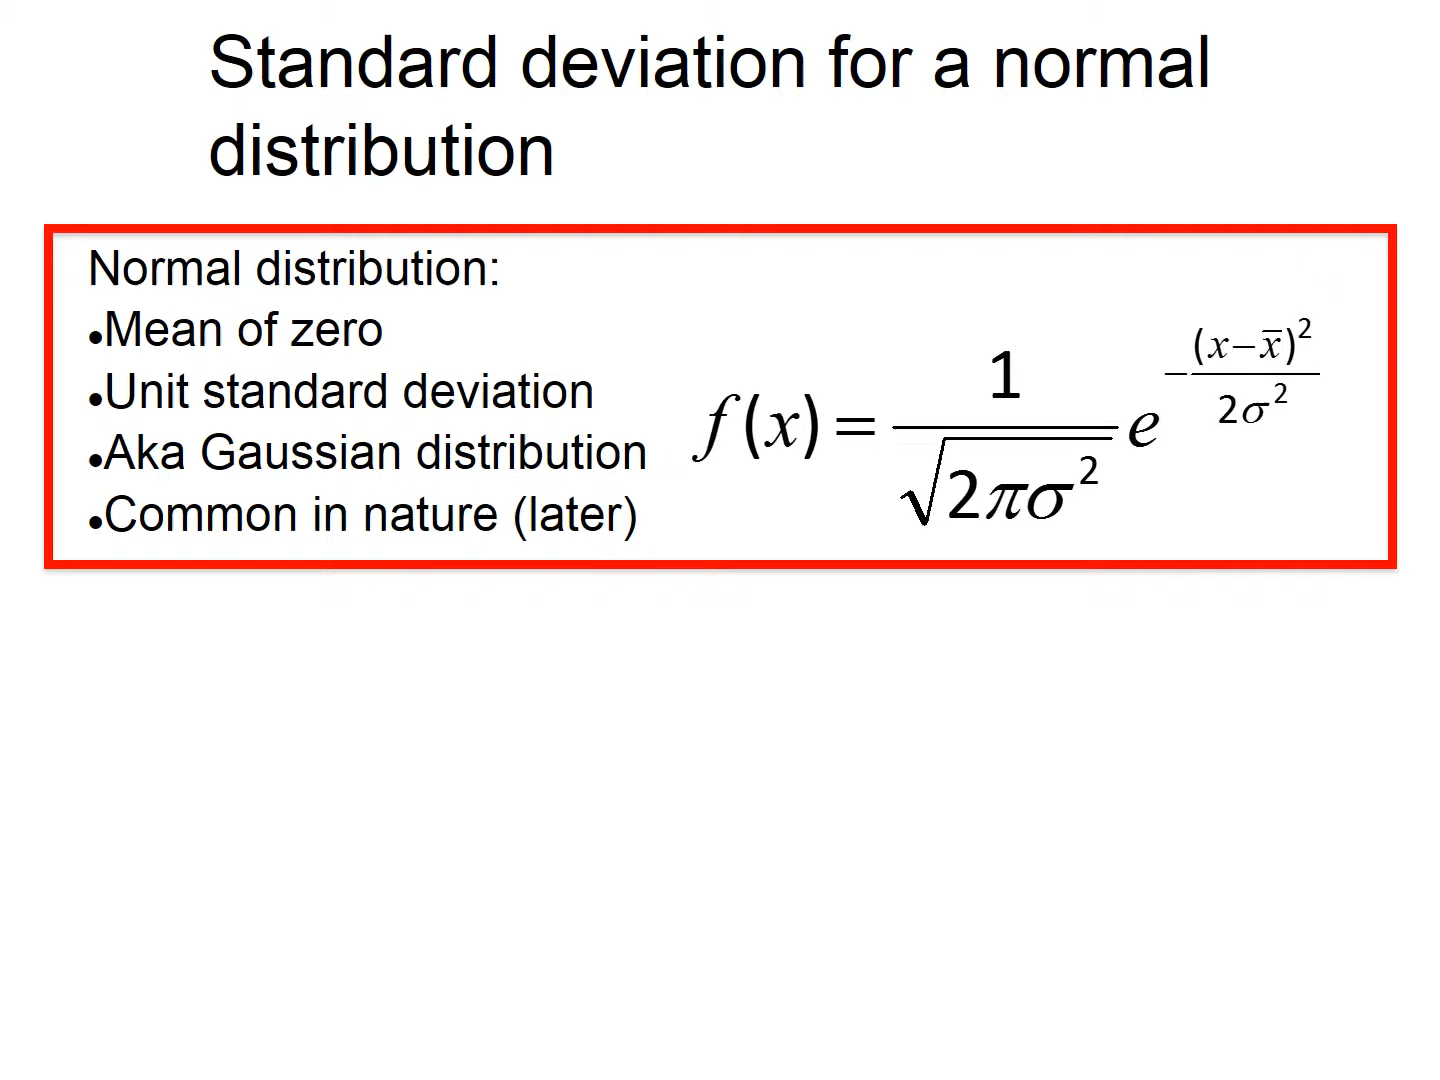 Standard deviation for a normal
distribution
Normal distribution:
●Mean of zero
●Unit standard deviation
●Aka Gaussian distribution
●Common in nature (later)
f(x) = 1/√(2πσ²) e^(−(x−x̄)²/(2σ²))